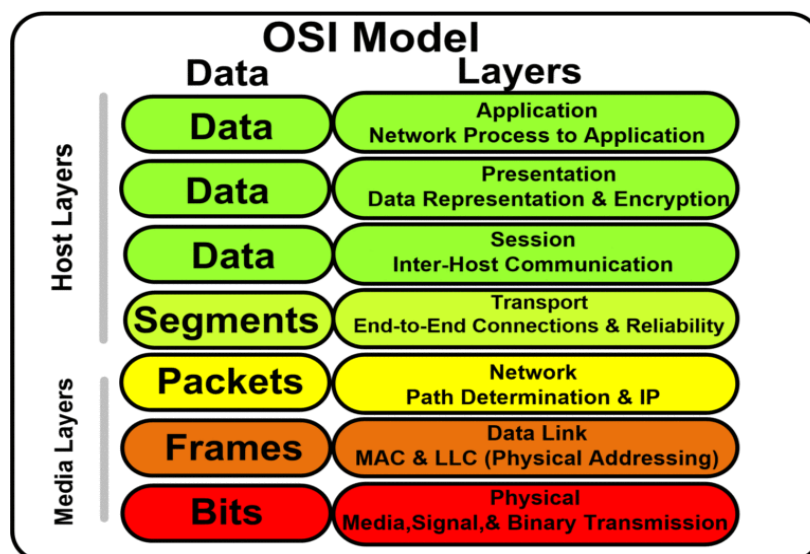 OSI Model
Data
Layers
Host Layers
Data
Application
Network Process to Application
Data
Presentation
Data Representation & Encryption
Data
Session
Inter-Host Communication
Segments
Transport
End-to-End Connections & Reliability
Media Layers
Packets
Network
Path Determination & IP
Frames
Data Link
MAC & LLC (Physical Addressing)
Bits
Physical
Media,Signal,& Binary Transmission